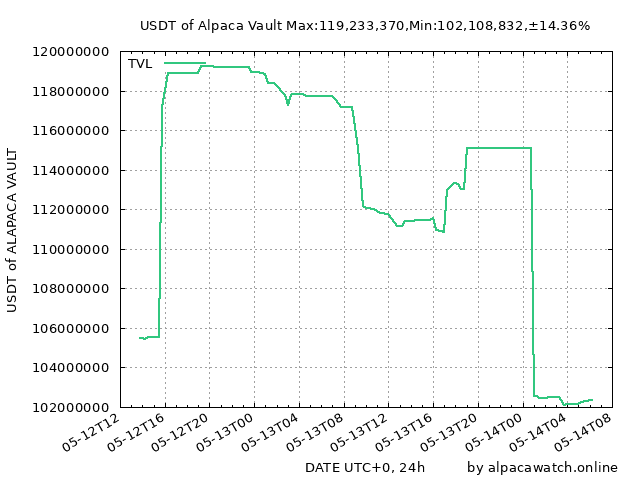 USDT of Alpaca Vault Max:119,233,370,Min:102,108,832,±14.36%
TVL
120000000
118000000
116000000
114000000
112000000
110000000
108000000
106000000
104000000
102000000
USDT of ALAPACA VAULT
05-12T12
05-12T16
05-12T20
05-13T00
05-13T04
05-13T08
05-13T12
05-13T16
05-13T20
05-14T00
05-14T04
05-14T08
DATE UTC+0, 24h
by alpacawatch.online